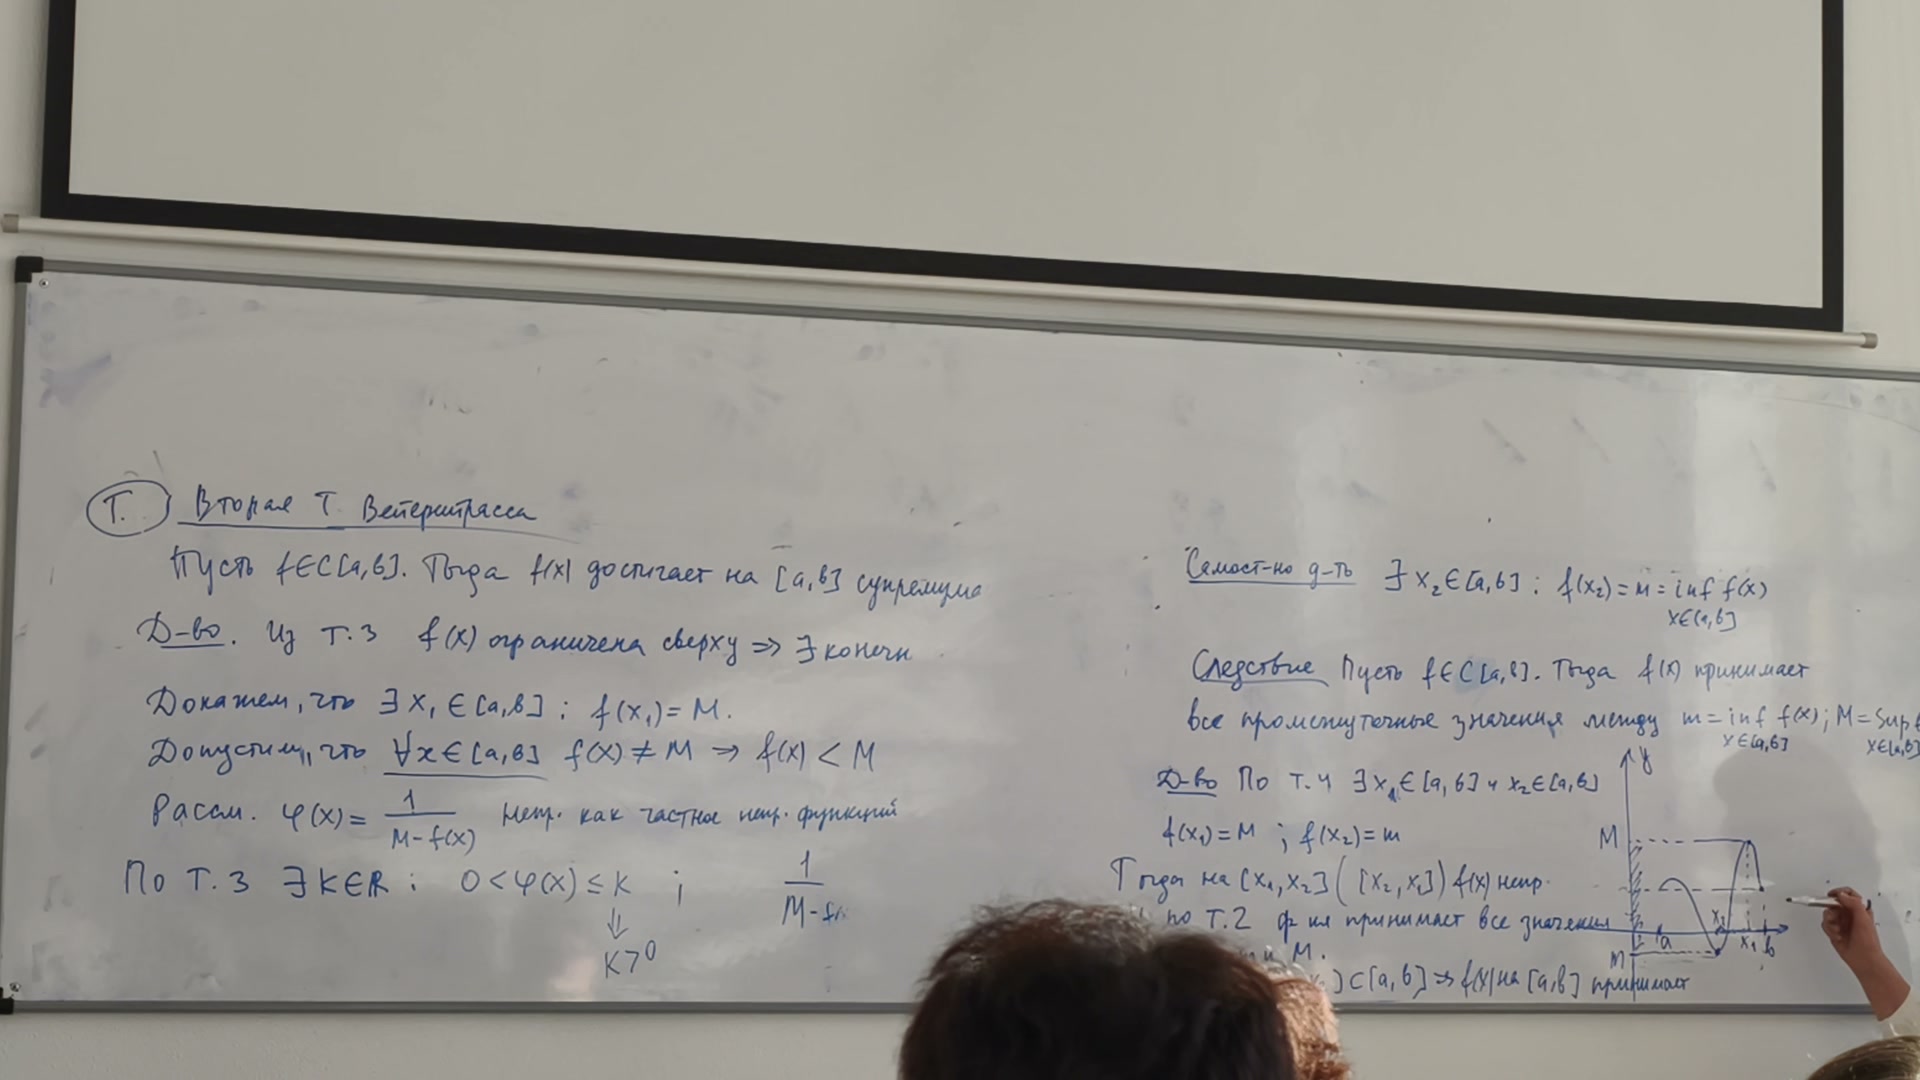 Т. Вторая Т. Вейерштрасса
Пусть f∈C[a,b]. Тогда f(x) достигает на [a,b] супремума
Д-во. Из т.3 f(x) ограничена сверху ⇒ ∃ конечн
Докажем, что ∃ x₁ ∈ [a,b] : f(x₁) = M.
Допустим, что ∀x∈[a,b] f(x) ≠ M ⇒ f(x) < M
Рассм. φ(x) = 1/(M-f(x)) непр. как частное непр. функций
По т.3 ∃ K∈R : 0 < φ(x) ≤ K ; 1/(M-f
⇓
K>0
Самост-но д-ть ∃ x₂∈[a,b] : f(x₂) = m = inf f(x)
x∈[a,b]
Следствие Пусть f∈C[a,b]. Тогда f(x) принимает
все промежуточные значения между m = inf f(x) ; M = sup f
x∈[a,b] x∈[a,b]
Д-во По т.4 ∃ x₁∈[a,b] и x₂∈[a,b]
f(x₁) = M ; f(x₂) = m
Тогда на [x₁,x₂] ([x₂,x₁]) f(x) непр.
по т.2 ф-ия принимает все значения
M.
] ⊂ [a,b] ⇒ f(x) на [a,b] принимает
y
M
a x₂ x₁ b
m